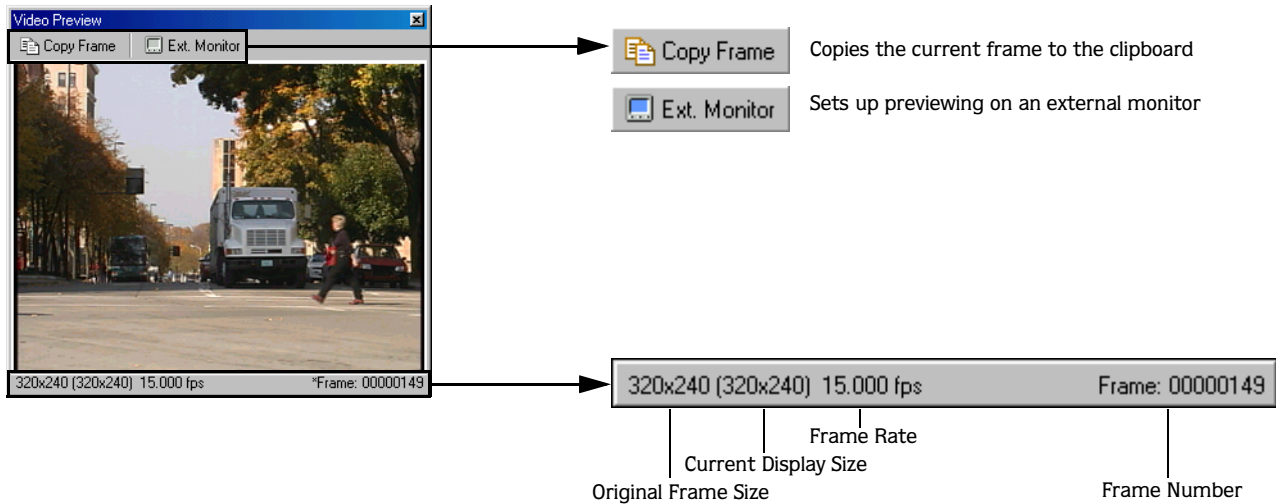 Video Preview
Copy Frame Ext. Monitor
320x240 (320x240) 15.000 fps *Frame: 00000149
Copy Frame Copies the current frame to the clipboard
Ext. Monitor Sets up previewing on an external monitor
320x240 (320x240) 15.000 fps Frame: 00000149
Frame Rate
Current Display Size
Original Frame Size Frame Number